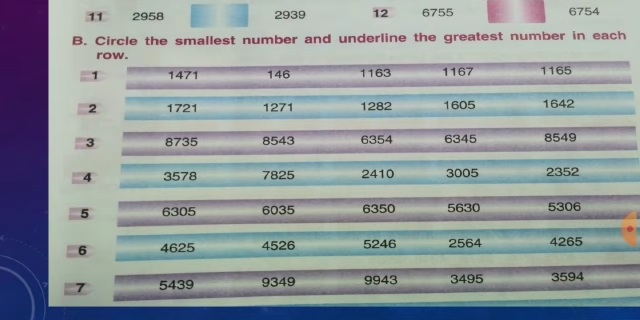 11 2958 2939 12 6755 6754
B. Circle the smallest number and underline the greatest number in each
row.
1 1471 146 1163 1167 1165
2 1721 1271 1282 1605 1642
3 8735 8543 6354 6345 8549
4 3578 7825 2410 3005 2352
5 6305 6035 6350 5630 5306
6 4625 4526 5246 2564 4265
7 5439 9349 9943 3495 3594